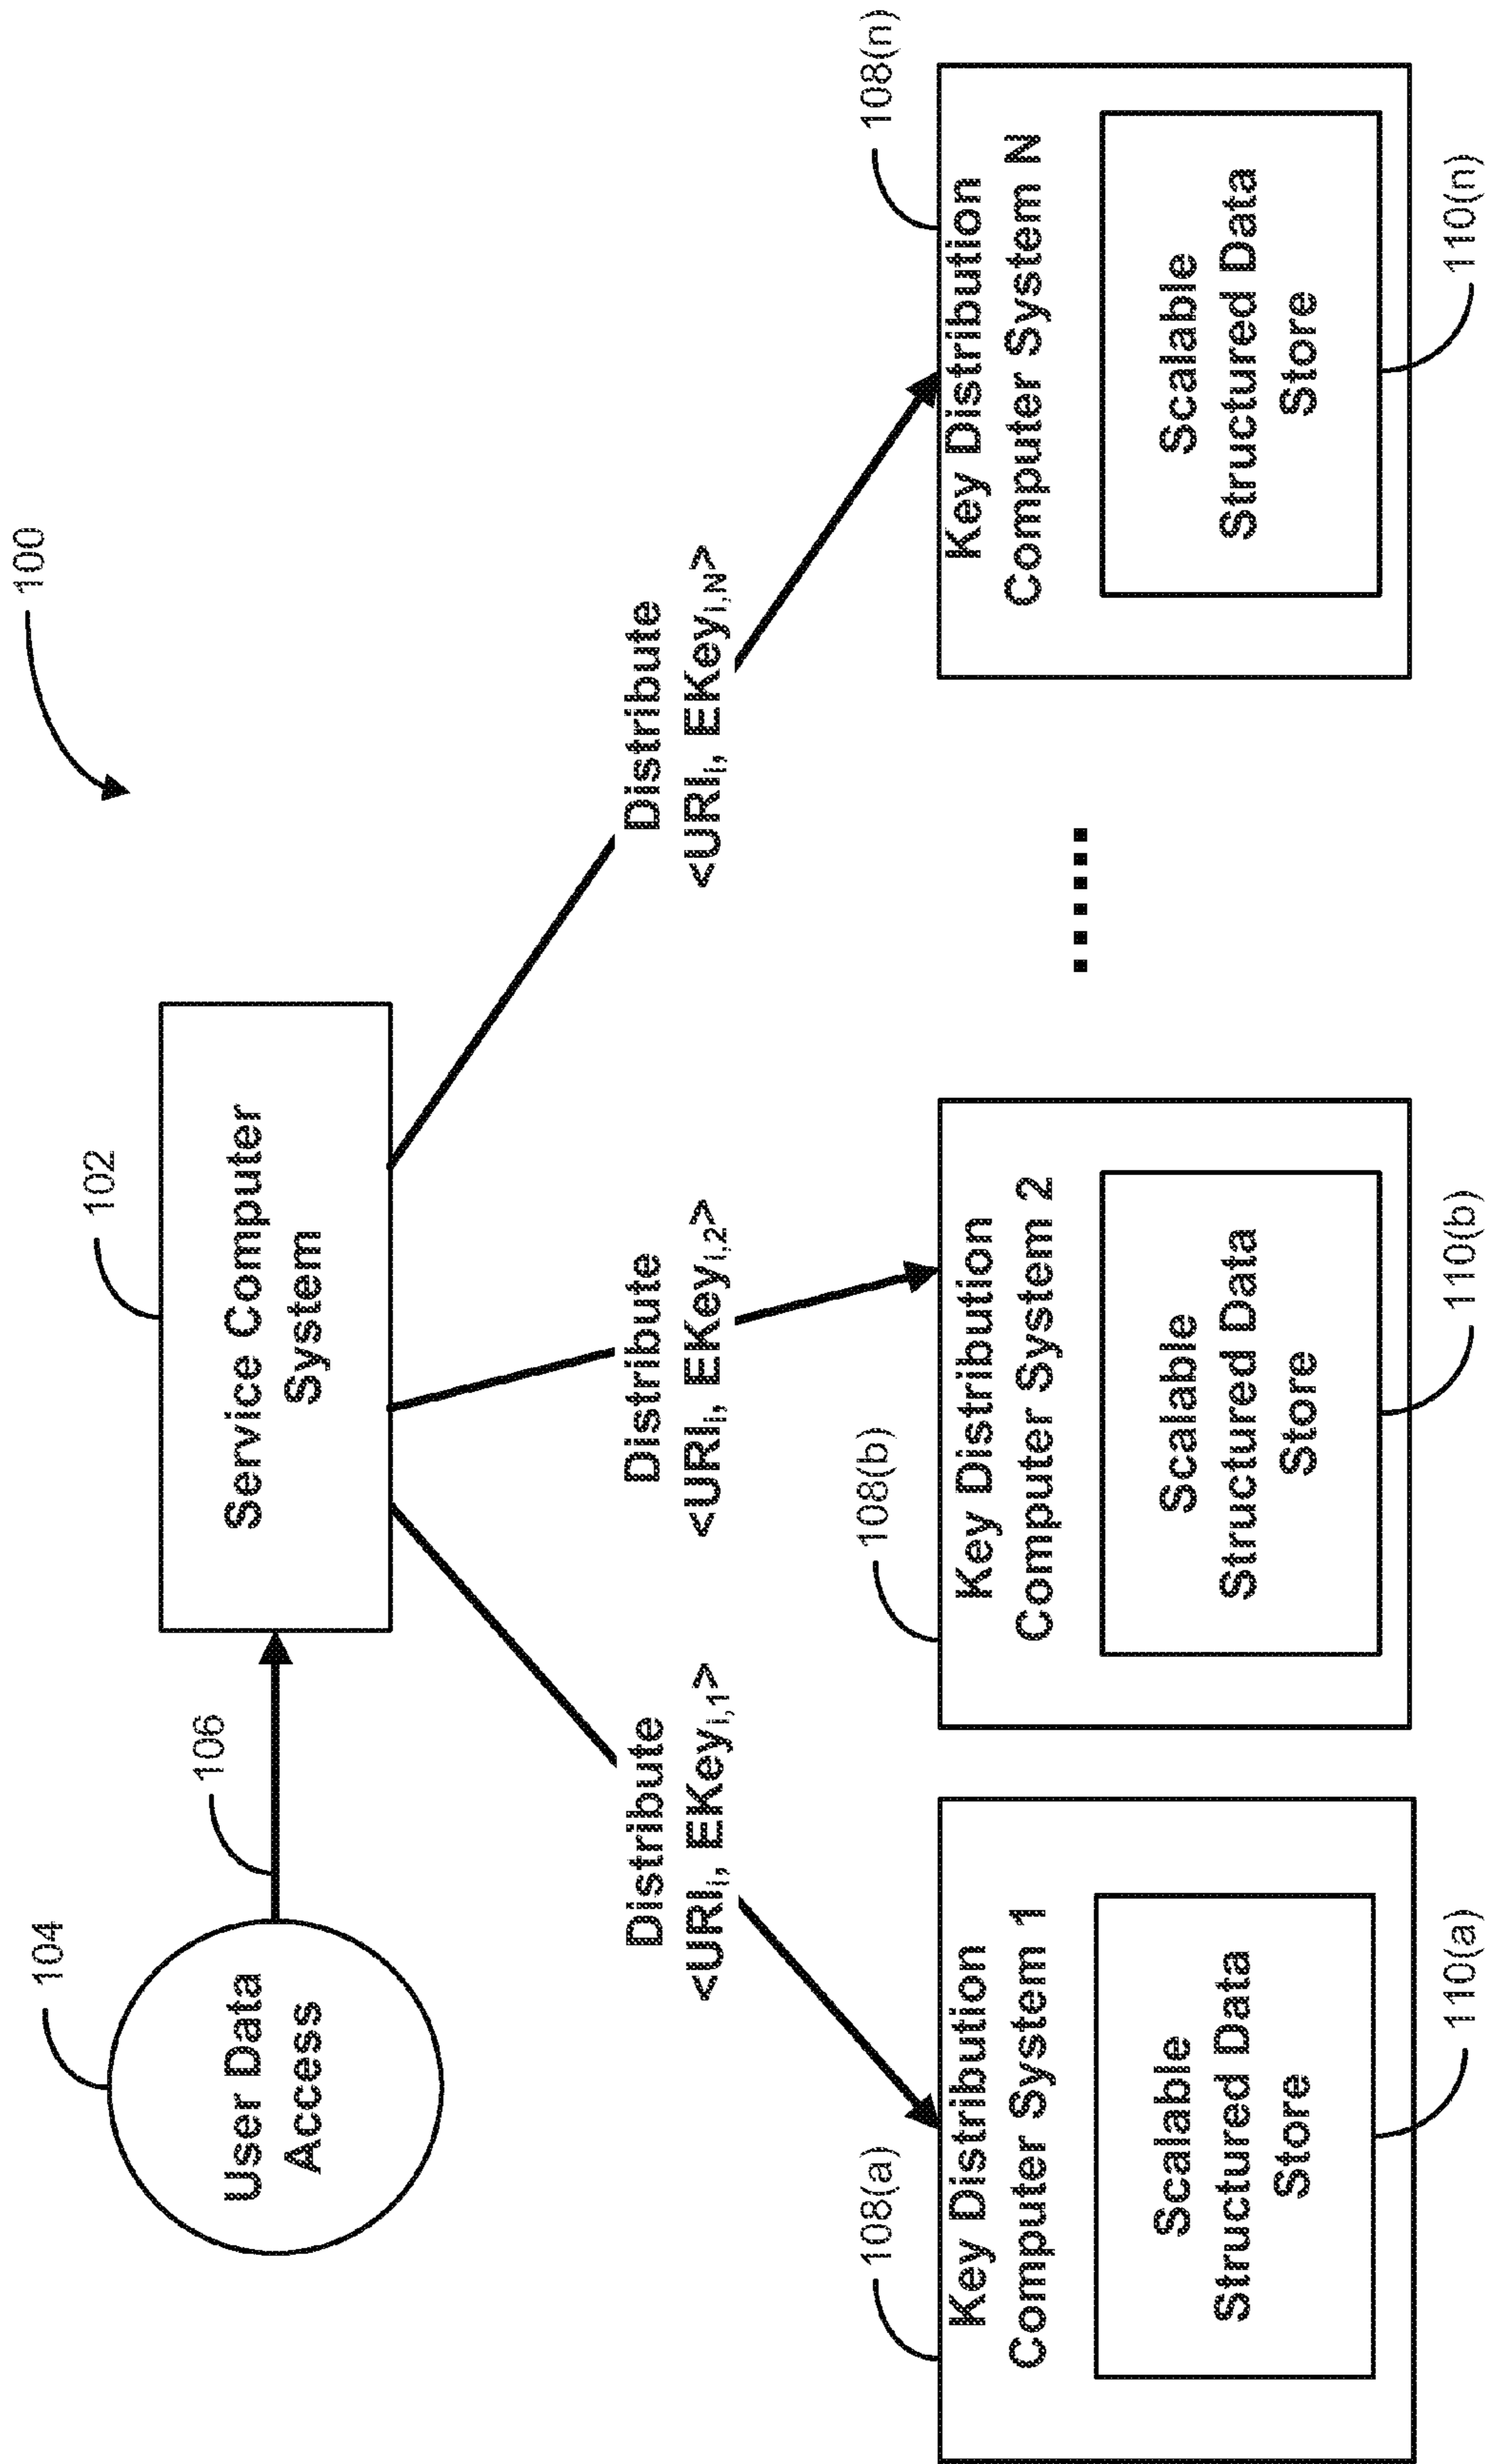 100
104
User Data
Access
106
102
Service Computer
System
Distribute
<URIi, EKeyi,1>
Distribute
<URIi, EKeyi,2>
Distribute
<URIi, EKeyi,N>
108(a)
Key Distribution
Computer System 1
Scalable
Structured Data
Store
110(a)
108(b)
Key Distribution
Computer System 2
Scalable
Structured Data
Store
110(b)
108(n)
Key Distribution
Computer System N
Scalable
Structured Data
Store
110(n)